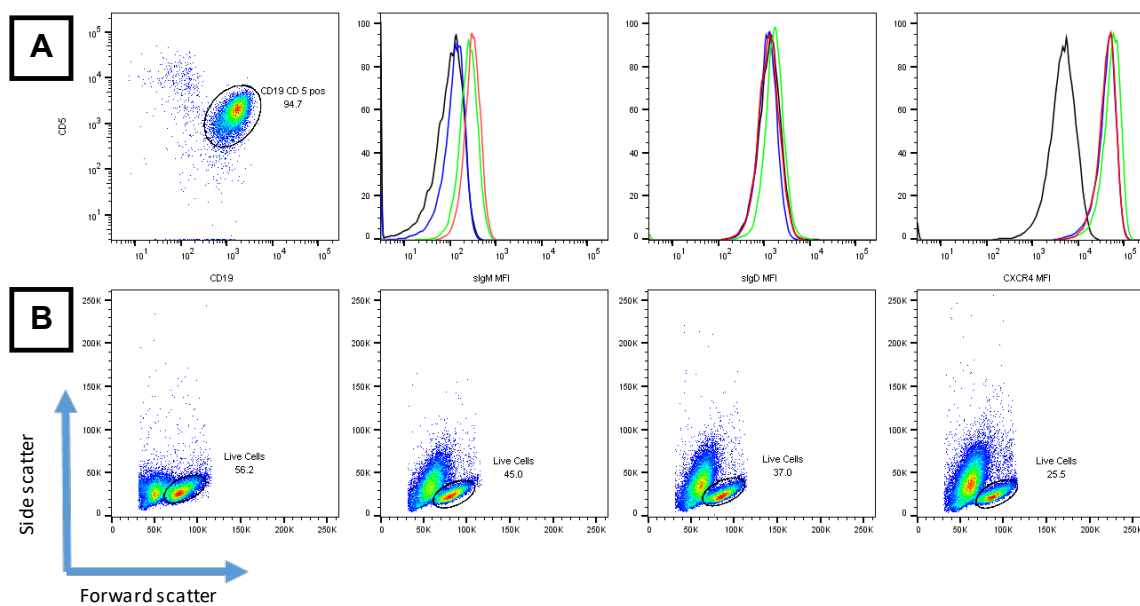 A
CD5
10^5
10^4
10^3
10^2
10^1
CD19 CD 5 pos
94.7
10^1 10^2 10^3 10^4 10^5
CD19
100
80
60
40
20
0
10^1 10^2 10^3 10^4 10^5
sIgM MFI
100
80
60
40
20
0
10^1 10^2 10^3 10^4 10^5
sIgD MFI
100
80
60
40
20
0
10^1 10^2 10^3 10^4 10^5
CXCR4 MFI
B
Side scatter
Forward scatter
250K
200K
150K
100K
50K
0
Live Cells
56.2
0 50K 100K 150K 200K 250K
250K
200K
150K
100K
50K
0
Live Cells
45.0
0 50K 100K 150K 200K 250K
250K
200K
150K
100K
50K
0
Live Cells
37.0
0 50K 100K 150K 200K 250K
250K
200K
150K
100K
50K
0
Live Cells
25.5
0 50K 100K 150K 200K 250K